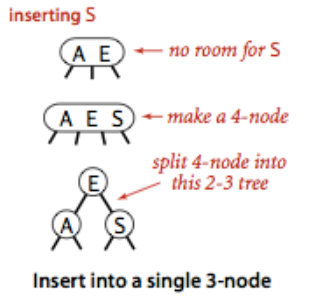 inserting S
A E
no room for S
A E S
make a 4-node
split 4-node into
this 2-3 tree
E
A S
Insert into a single 3-node